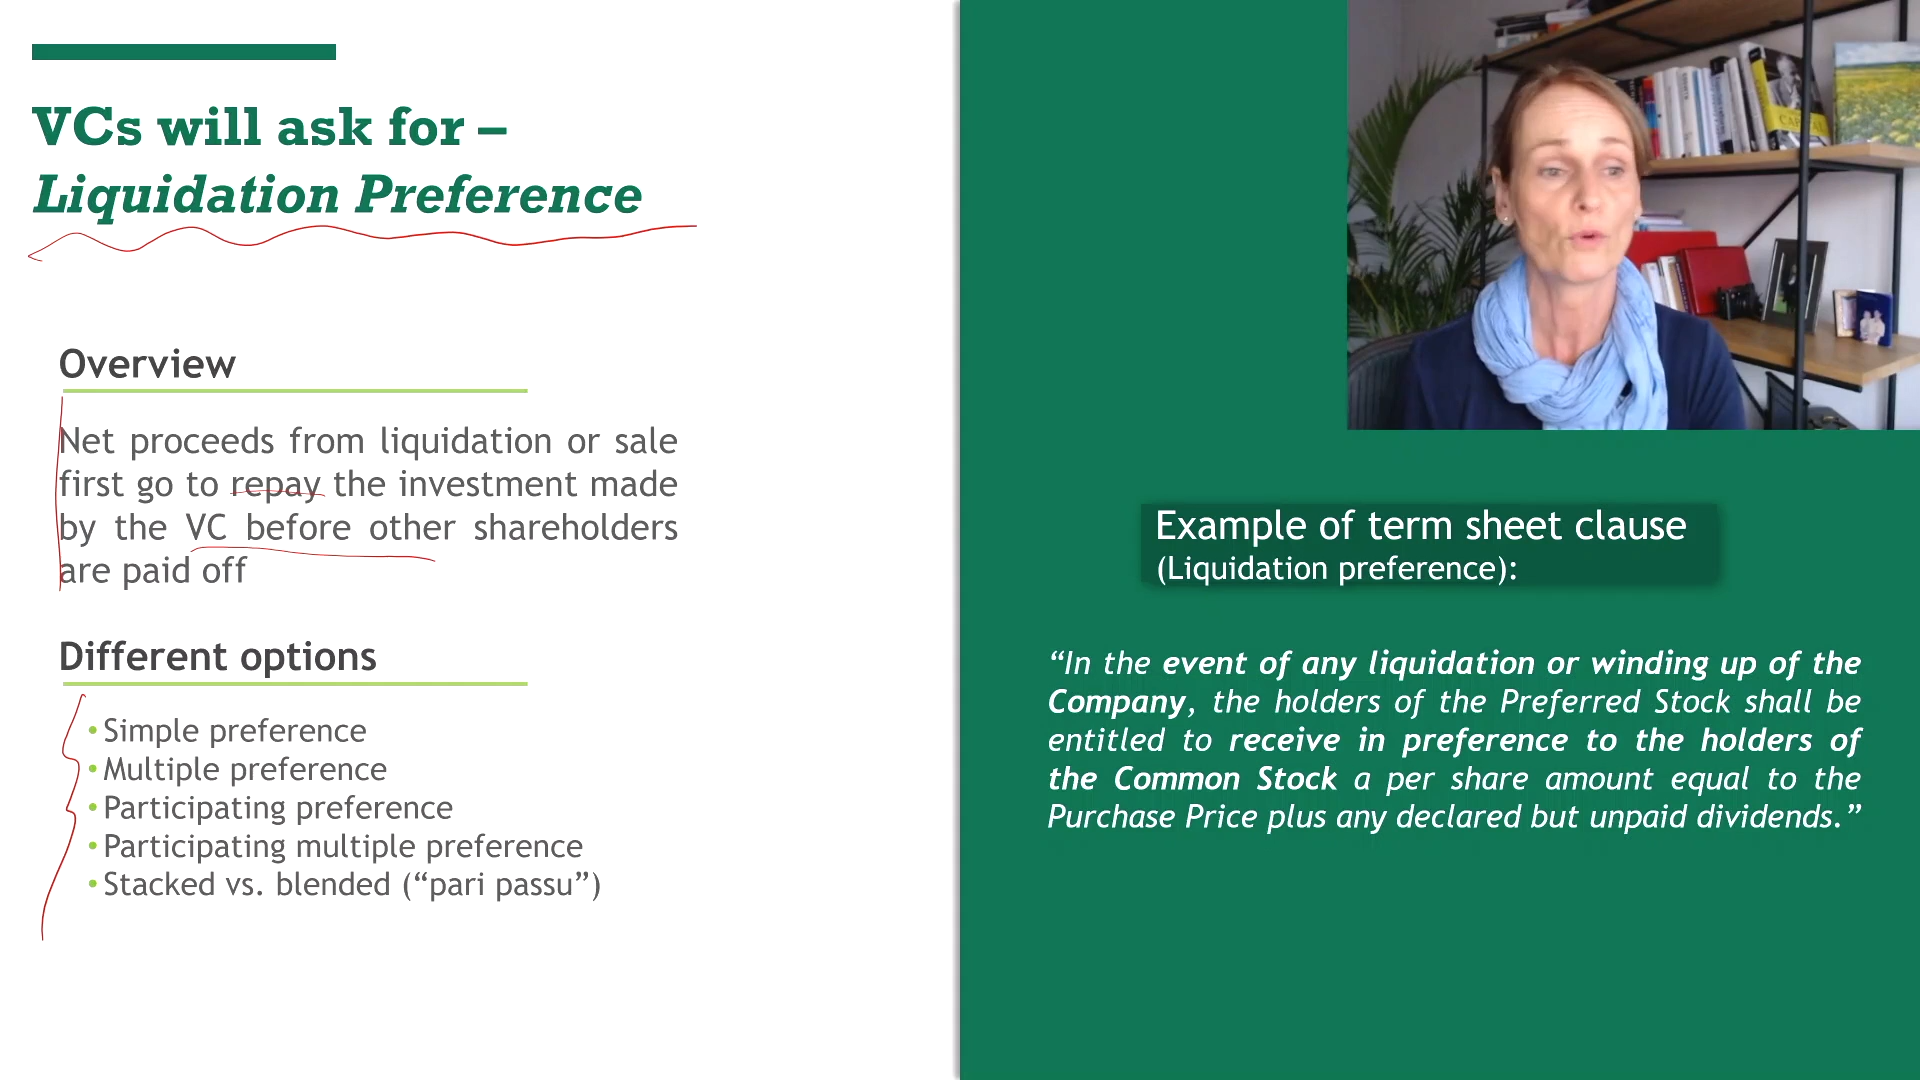 VCs will ask for –
Liquidation Preference
Overview
Net proceeds from liquidation or sale
first go to repay the investment made
by the VC before other shareholders
are paid off
Different options
• Simple preference
• Multiple preference
• Participating preference
• Participating multiple preference
• Stacked vs. blended (“pari passu”)
Example of term sheet clause
(Liquidation preference):
“In the event of any liquidation or winding up of the
Company, the holders of the Preferred Stock shall be
entitled to receive in preference to the holders of
the Common Stock a per share amount equal to the
Purchase Price plus any declared but unpaid dividends.”